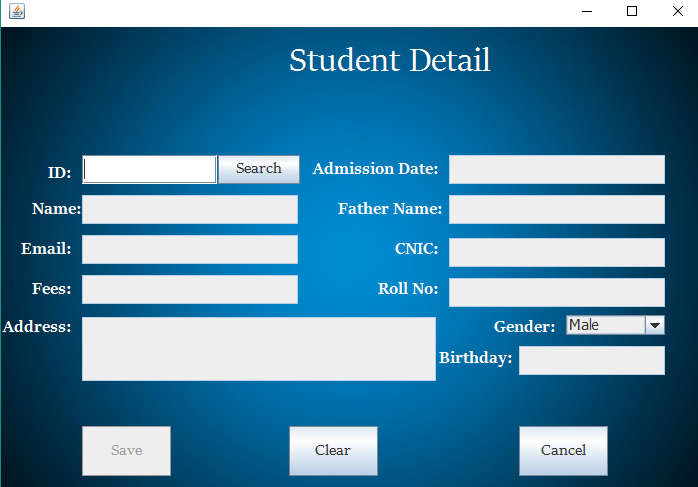 Student Detail
ID: Search Admission Date:
Name: Father Name:
Email: CNIC:
Fees: Roll No:
Address: Gender: Male
Birthday:
Save Clear Cancel